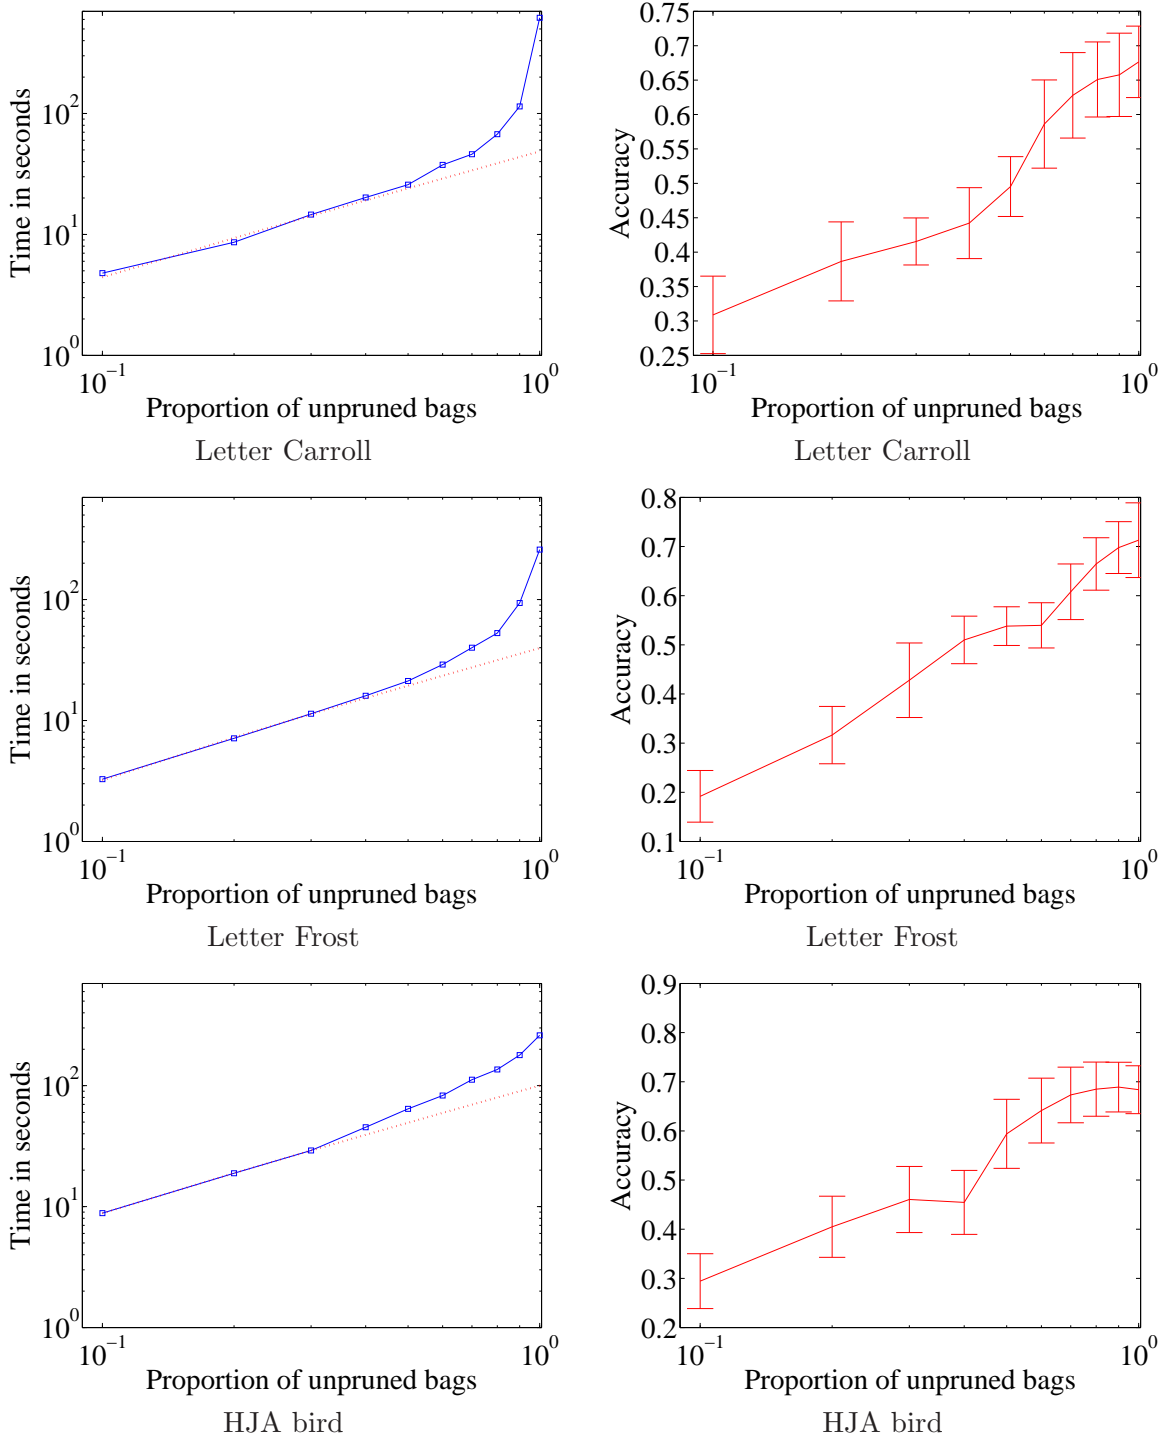 Time in seconds
10^2
10^1
10^0
10^−1
10^0
Proportion of unpruned bags
Letter Carroll
Accuracy
0.75
0.7
0.65
0.6
0.55
0.5
0.45
0.4
0.35
0.3
0.25
10^−1
10^0
Proportion of unpruned bags
Letter Carroll
Time in seconds
10^2
10^1
10^0
10^−1
10^0
Proportion of unpruned bags
Letter Frost
Accuracy
0.8
0.7
0.6
0.5
0.4
0.3
0.2
0.1
10^−1
10^0
Proportion of unpruned bags
Letter Frost
Time in seconds
10^2
10^1
10^0
10^−1
10^0
Proportion of unpruned bags
HJA bird
Accuracy
0.9
0.8
0.7
0.6
0.5
0.4
0.3
0.2
10^−1
10^0
Proportion of unpruned bags
HJA bird